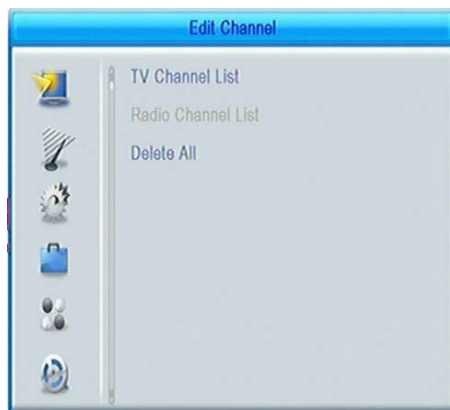 Edit Channel
TV Channel List
Radio Channel List
Delete All